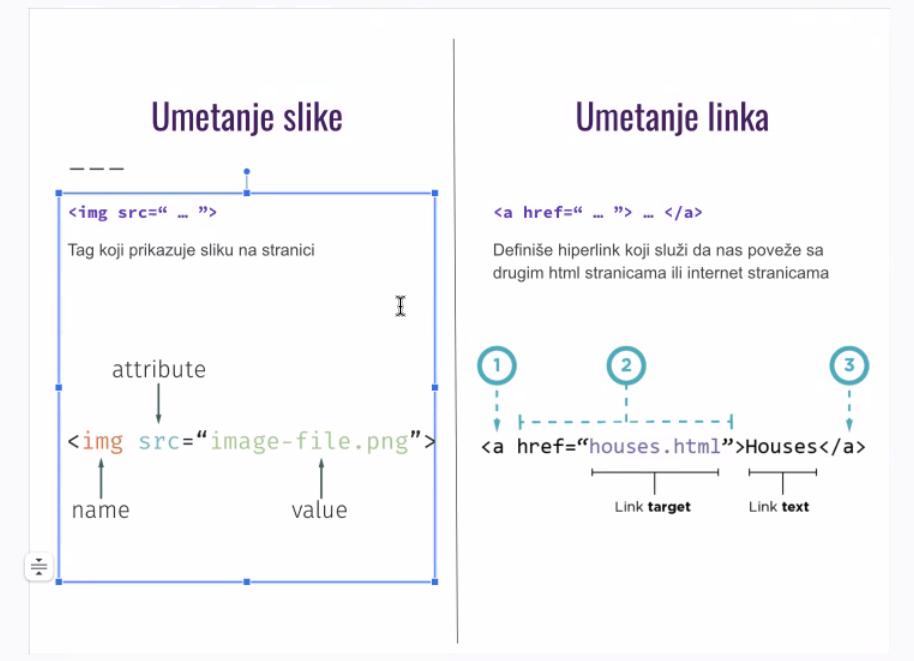 Umetanje slike
———
<img src=“ … ”>
Tag koji prikazuje sliku na stranici
attribute
<img src=“image-file.png”>
name
value
Umetanje linka
<a href=“ … ”> … </a>
Definiše hiperlink koji služi da nas poveže sa
drugim html stranicama ili internet stranicama
1
2
3
<a href=“houses.html”>Houses</a>
Link target
Link text